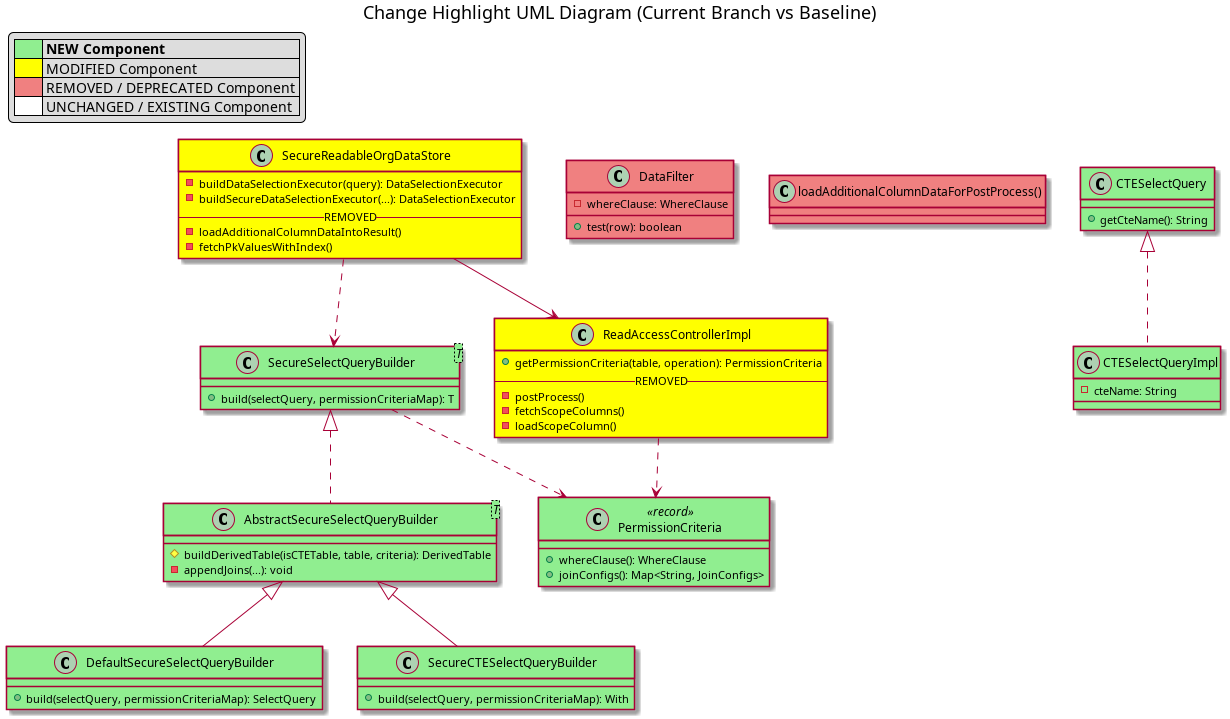 Change Highlight UML Diagram (Current Branch vs Baseline)
NEW Component
MODIFIED Component
REMOVED / DEPRECATED Component
UNCHANGED / EXISTING Component
C SecureReadableOrgDataStore
buildDataSelectionExecutor(query): DataSelectionExecutor
buildSecureDataSelectionExecutor(...): DataSelectionExecutor
REMOVED
loadAdditionalColumnDataIntoResult()
fetchPkValuesWithIndex()
C DataFilter
whereClause: WhereClause
test(row): boolean
C loadAdditionalColumnDataForPostProcess()
C CTESelectQuery
getCteName(): String
C SecureSelectQueryBuilder T
build(selectQuery, permissionCriteriaMap): T
C ReadAccessControllerImpl
getPermissionCriteria(table, operation): PermissionCriteria
REMOVED
postProcess()
fetchScopeColumns()
loadScopeColumn()
C CTESelectQueryImpl
cteName: String
C AbstractSecureSelectQueryBuilder T
buildDerivedTable(isCTETable, table, criteria): DerivedTable
appendJoins(...): void
«record»
C PermissionCriteria
whereClause(): WhereClause
joinConfigs(): Map<String, JoinConfigs>
C DefaultSecureSelectQueryBuilder
build(selectQuery, permissionCriteriaMap): SelectQuery
C SecureCTESelectQueryBuilder
build(selectQuery, permissionCriteriaMap): With